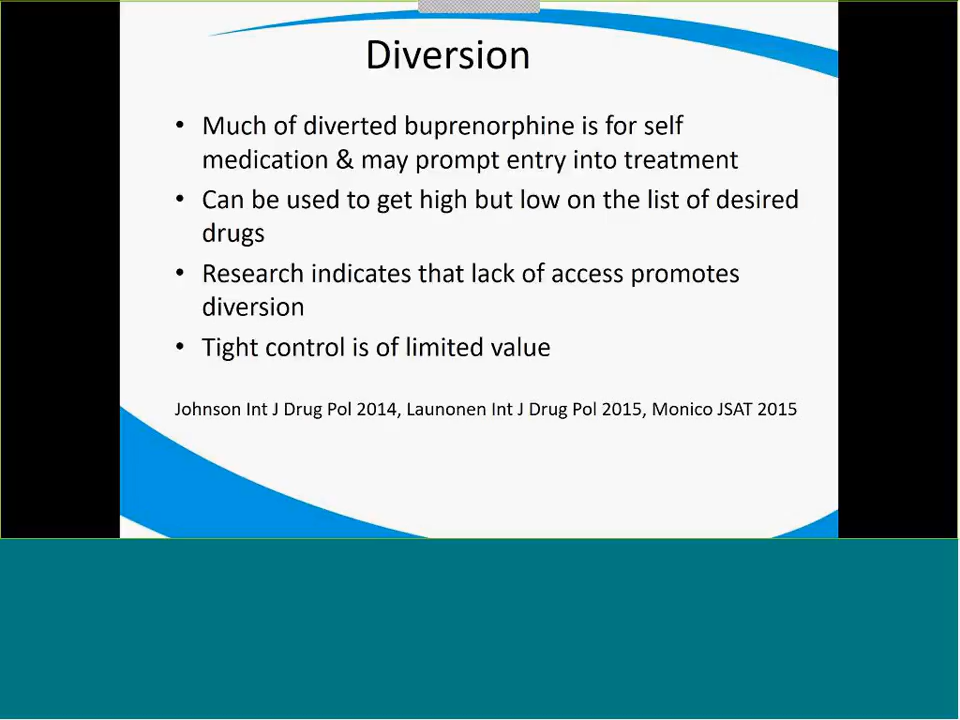 Diversion
• Much of diverted buprenorphine is for self
medication & may prompt entry into treatment
• Can be used to get high but low on the list of desired
drugs
• Research indicates that lack of access promotes
diversion
• Tight control is of limited value
Johnson Int J Drug Pol 2014, Launonen Int J Drug Pol 2015, Monico JSAT 2015